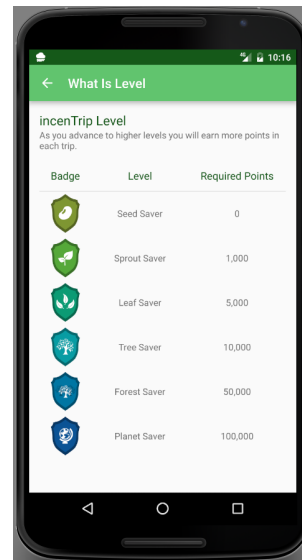 4G 10:16
What Is Level
incenTrip Level
As you advance to higher levels you will earn more points in
each trip.
Badge Level Required Points
Seed Saver 0
Sprout Saver 1,000
Leaf Saver 5,000
Tree Saver 10,000
Forest Saver 50,000
Planet Saver 100,000